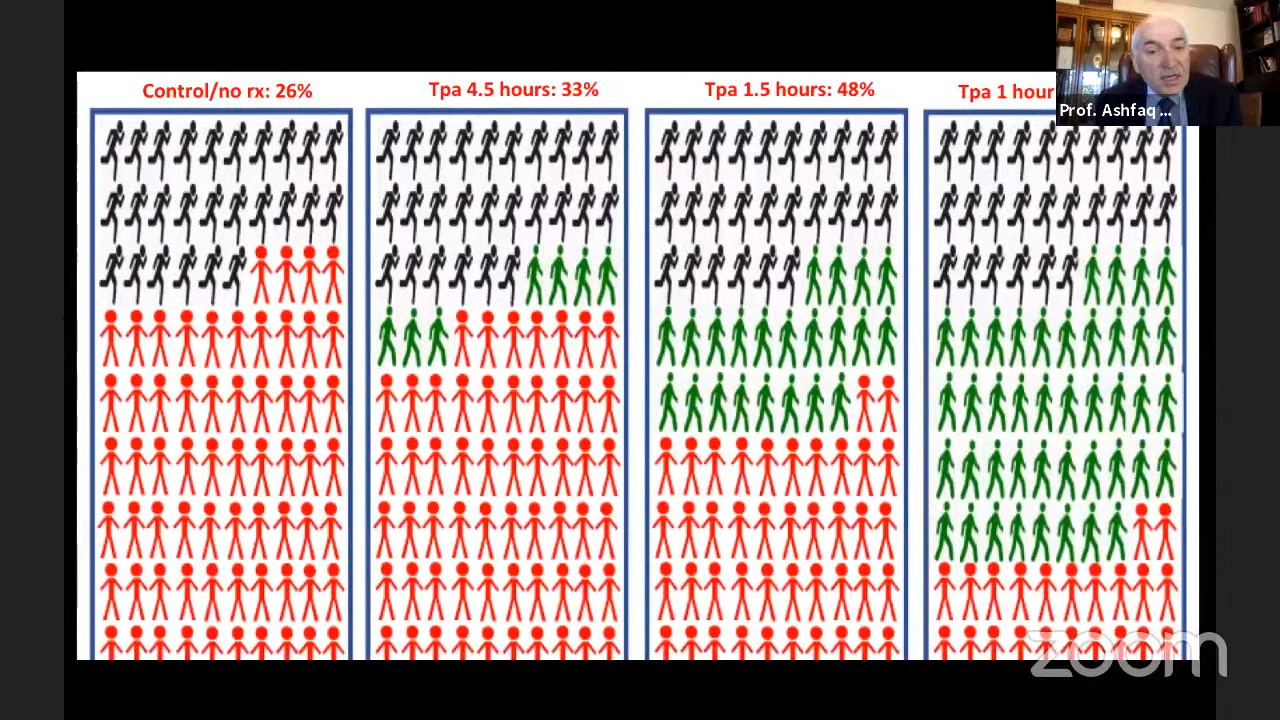 Control/no rx: 26%
Tpa 4.5 hours: 33%
Tpa 1.5 hours: 48%
Tpa 1 hour
Prof. Ashfaq ...
zoom